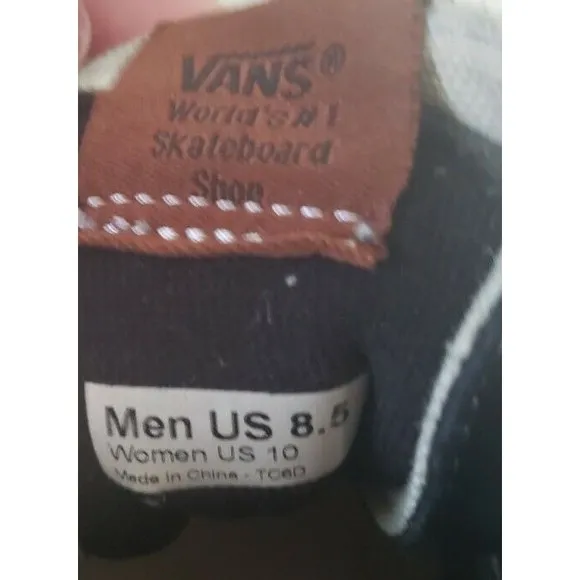 VANS®
World's #1
Skateboard
Shoe
Men US 8.5
Women US 10
Made in China - TC6D